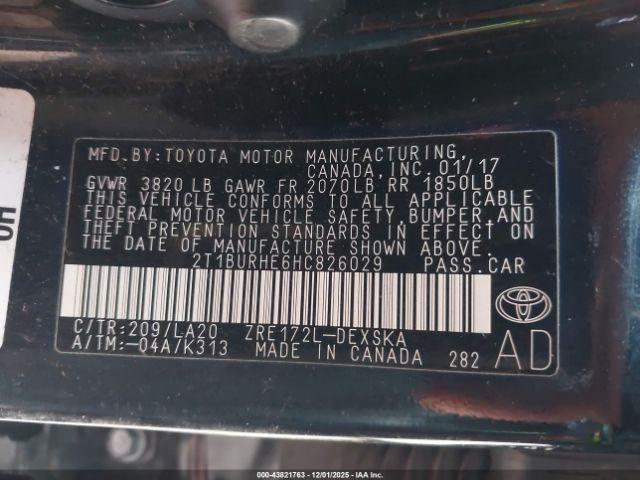 MFD. BY: TOYOTA MOTOR MANUFACTURING,
CANADA, INC. 01/17
GVWR 3820 LB GAWR FR 2070LB RR 1850LB
THIS VEHICLE CONFORMS TO ALL APPLICABLE
FEDERAL MOTOR VEHICLE SAFETY, BUMPER, AND
THEFT PREVENTION STANDARDS IN EFFECT ON
THE DATE OF MANUFACTURE SHOWN ABOVE.
2T1BURHE6HC826029 PASS. CAR
C/TR: 209/LA20 ZRE172L-DEXSKA
A/TM: -04A/K313 MADE IN CANADA 282 AD
000-43821763 - 12/01/2025 - IAA Inc.